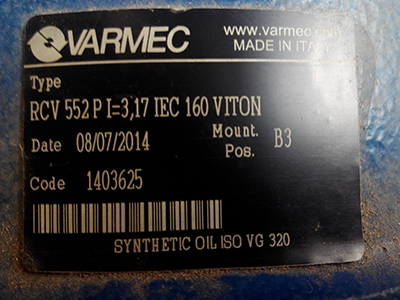 VARMEC
www.varmec.com
MADE IN ITALY
Type
RCV 552 P I=3,17 IEC 160 VITON
Date 08/07/2014 Mount. Pos. B3
Code 1403625
SYNTHETIC OIL ISO VG 320